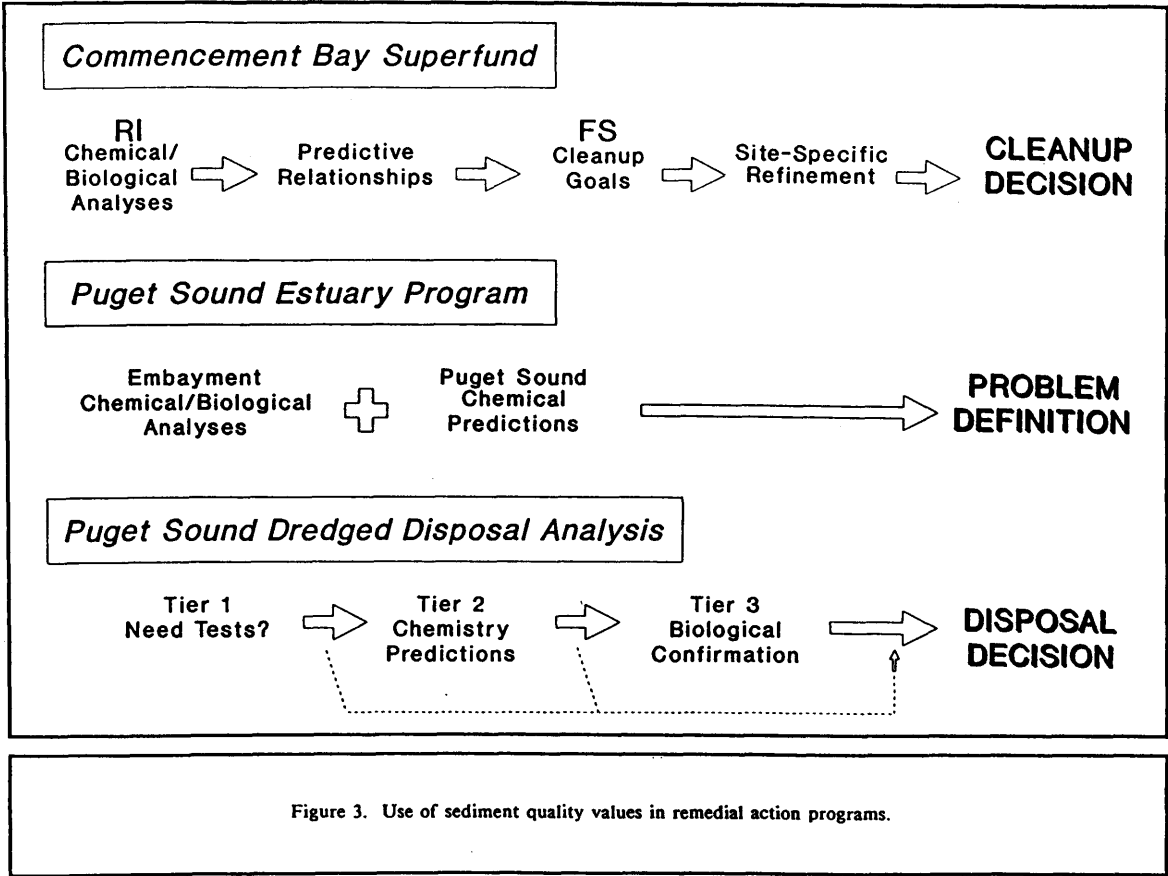 Commencement Bay Superfund
RI
Chemical/
Biological
Analyses
Predictive
Relationships
FS
Cleanup
Goals
Site-Specific
Refinement
CLEANUP
DECISION
Puget Sound Estuary Program
Embayment
Chemical/Biological
Analyses
Puget Sound
Chemical
Predictions
PROBLEM
DEFINITION
Puget Sound Dredged Disposal Analysis
Tier 1
Need Tests?
Tier 2
Chemistry
Predictions
Tier 3
Biological
Confirmation
DISPOSAL
DECISION
Figure 3. Use of sediment quality values in remedial action programs.